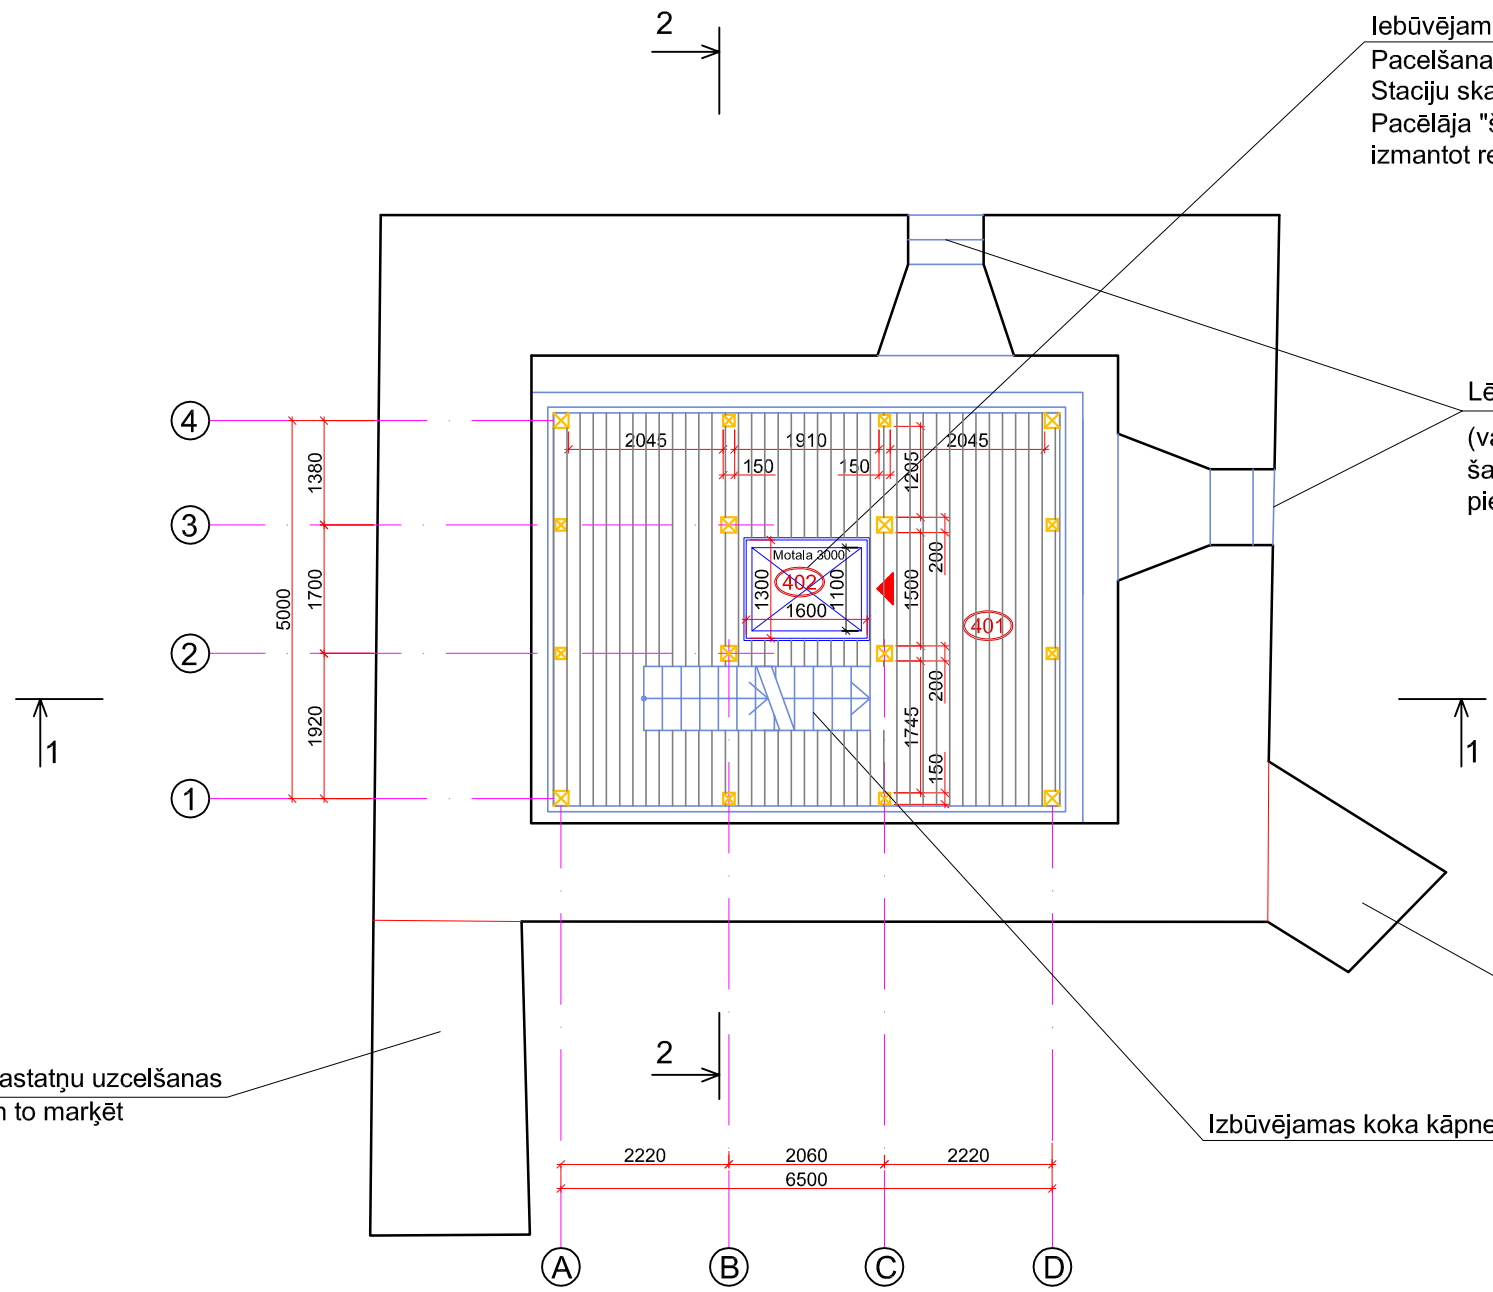 2
Iebūvējam
Pacelšana
Staciju ska
Pacēlāja "š
izmantot re
4
3
2
1
5000
1380
1700
1920
2045
1910
2045
150
150
1205
200
1500
200
1745
150
Motala 3000
402
1300
1100
1600
401
Lē
(va
ša
pie
1
1
2
astatņu uzcelšanas
n to marķēt
Izbūvējamas koka kāpne
2220
2060
2220
6500
A
B
C
D